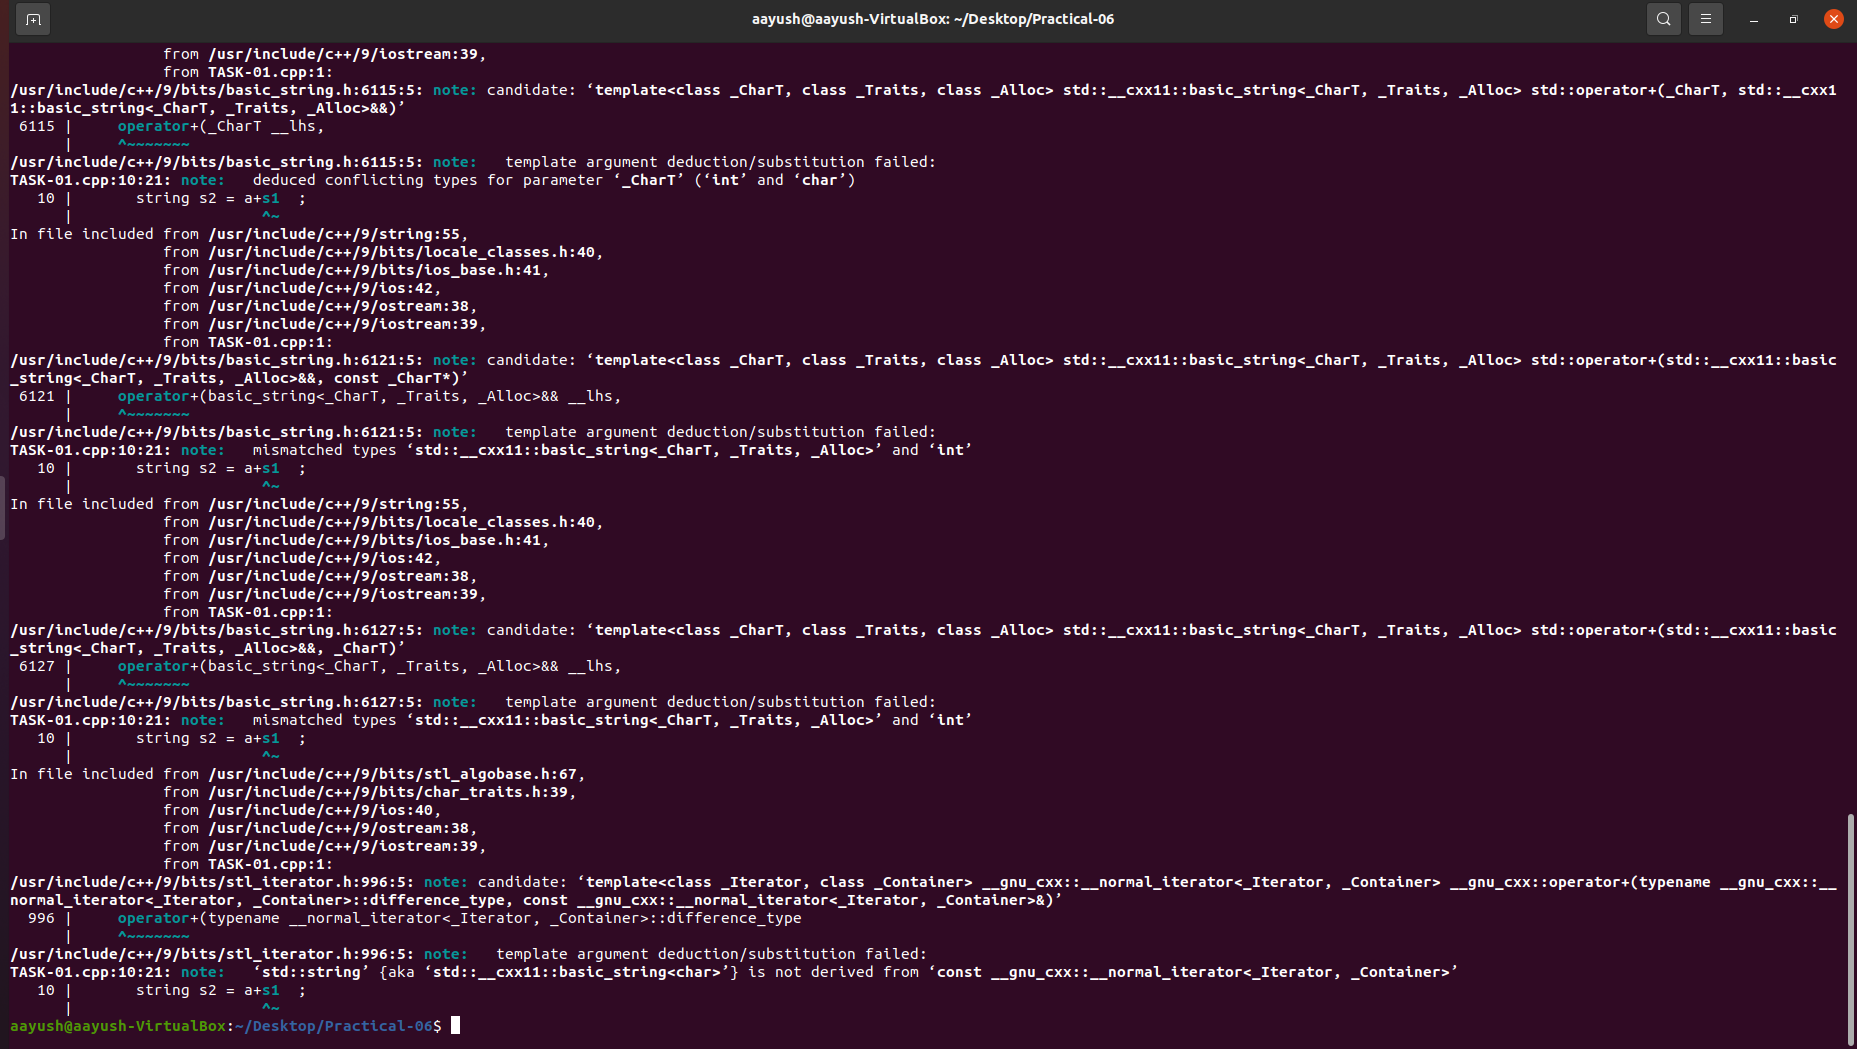 aayush@aayush-VirtualBox: ~/Desktop/Practical-06
                 from /usr/include/c++/9/iostream:39,
                 from TASK-01.cpp:1:
/usr/include/c++/9/bits/basic_string.h:6115:5: note: candidate: ‘template<class _CharT, class _Traits, class _Alloc> std::__cxx11::basic_string<_CharT, _Traits, _Alloc> std::operator+(_CharT, std::__cxx1
1::basic_string<_CharT, _Traits, _Alloc>&&)’
 6115 |     operator+(_CharT __lhs,
      |     ^~~~~~~~
/usr/include/c++/9/bits/basic_string.h:6115:5: note:   template argument deduction/substitution failed:
TASK-01.cpp:10:21: note:   deduced conflicting types for parameter ‘_CharT’ (‘int’ and ‘char’)
   10 |       string s2 = a+s1  ;
      |                     ^~
In file included from /usr/include/c++/9/string:55,
                 from /usr/include/c++/9/bits/locale_classes.h:40,
                 from /usr/include/c++/9/bits/ios_base.h:41,
                 from /usr/include/c++/9/ios:42,
                 from /usr/include/c++/9/ostream:38,
                 from /usr/include/c++/9/iostream:39,
                 from TASK-01.cpp:1:
/usr/include/c++/9/bits/basic_string.h:6121:5: note: candidate: ‘template<class _CharT, class _Traits, class _Alloc> std::__cxx11::basic_string<_CharT, _Traits, _Alloc> std::operator+(std::__cxx11::basic
_string<_CharT, _Traits, _Alloc>&&, const _CharT*)’
 6121 |     operator+(basic_string<_CharT, _Traits, _Alloc>&& __lhs,
      |     ^~~~~~~~
/usr/include/c++/9/bits/basic_string.h:6121:5: note:   template argument deduction/substitution failed:
TASK-01.cpp:10:21: note:   mismatched types ‘std::__cxx11::basic_string<_CharT, _Traits, _Alloc>’ and ‘int’
   10 |       string s2 = a+s1  ;
      |                     ^~
In file included from /usr/include/c++/9/string:55,
                 from /usr/include/c++/9/bits/locale_classes.h:40,
                 from /usr/include/c++/9/bits/ios_base.h:41,
                 from /usr/include/c++/9/ios:42,
                 from /usr/include/c++/9/ostream:38,
                 from /usr/include/c++/9/iostream:39,
                 from TASK-01.cpp:1:
/usr/include/c++/9/bits/basic_string.h:6127:5: note: candidate: ‘template<class _CharT, class _Traits, class _Alloc> std::__cxx11::basic_string<_CharT, _Traits, _Alloc> std::operator+(std::__cxx11::basic
_string<_CharT, _Traits, _Alloc>&&, _CharT)’
 6127 |     operator+(basic_string<_CharT, _Traits, _Alloc>&& __lhs,
      |     ^~~~~~~~
/usr/include/c++/9/bits/basic_string.h:6127:5: note:   template argument deduction/substitution failed:
TASK-01.cpp:10:21: note:   mismatched types ‘std::__cxx11::basic_string<_CharT, _Traits, _Alloc>’ and ‘int’
   10 |       string s2 = a+s1  ;
      |                     ^~
In file included from /usr/include/c++/9/bits/stl_algobase.h:67,
                 from /usr/include/c++/9/bits/char_traits.h:39,
                 from /usr/include/c++/9/ios:40,
                 from /usr/include/c++/9/ostream:38,
                 from /usr/include/c++/9/iostream:39,
                 from TASK-01.cpp:1:
/usr/include/c++/9/bits/stl_iterator.h:996:5: note: candidate: ‘template<class _Iterator, class _Container> __gnu_cxx::__normal_iterator<_Iterator, _Container> __gnu_cxx::operator+(typename __gnu_cxx::__
normal_iterator<_Iterator, _Container>::difference_type, const __gnu_cxx::__normal_iterator<_Iterator, _Container>&)’
  996 |     operator+(typename __normal_iterator<_Iterator, _Container>::difference_type
      |     ^~~~~~~~
/usr/include/c++/9/bits/stl_iterator.h:996:5: note:   template argument deduction/substitution failed:
TASK-01.cpp:10:21: note:   ‘std::string’ {aka ‘std::__cxx11::basic_string<char>’} is not derived from ‘const __gnu_cxx::__normal_iterator<_Iterator, _Container>’
   10 |       string s2 = a+s1  ;
      |                     ^~
aayush@aayush-VirtualBox:~/Desktop/Practical-06$